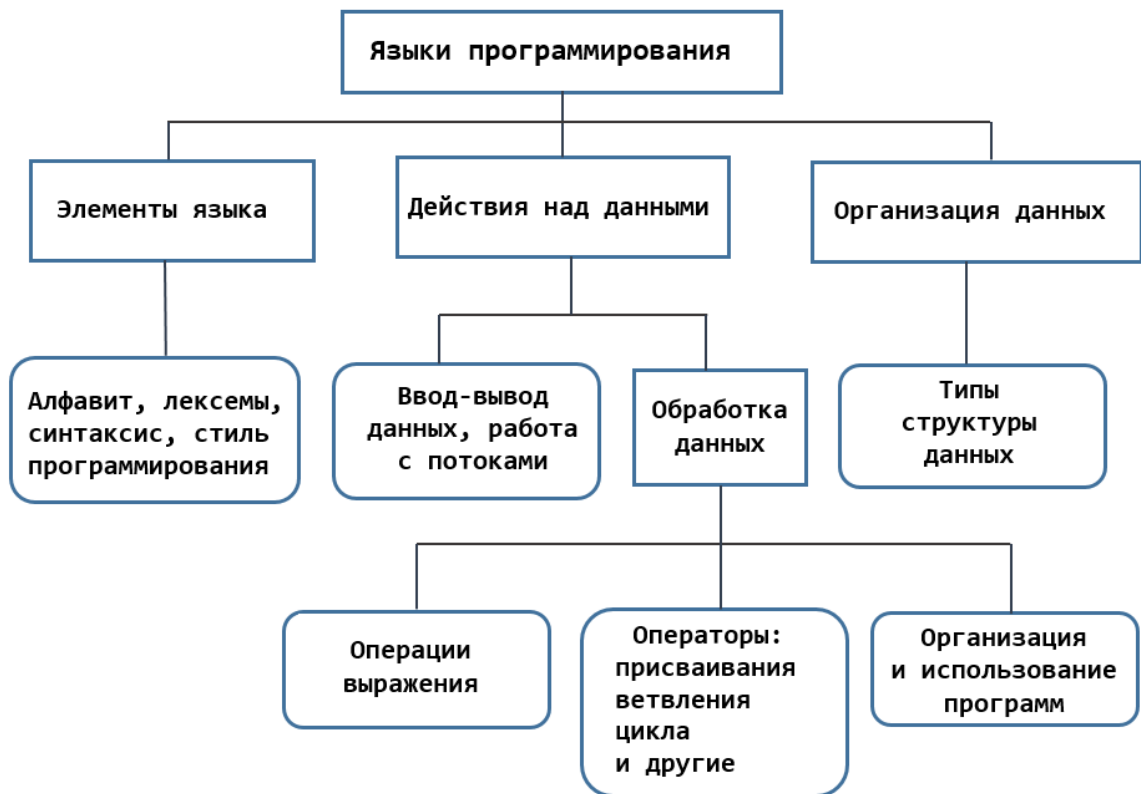 Языки программирования
Элементы языка
Действия над данными
Организация данных
Алфавит, лексемы,
синтаксис, стиль
программирования
Ввод-вывод
данных, работа
с потоками
Обработка
данных
Типы
структуры
данных
Операции
выражения
Операторы:
присваивания
ветвления
цикла
и другие
Организация
и использование
программ